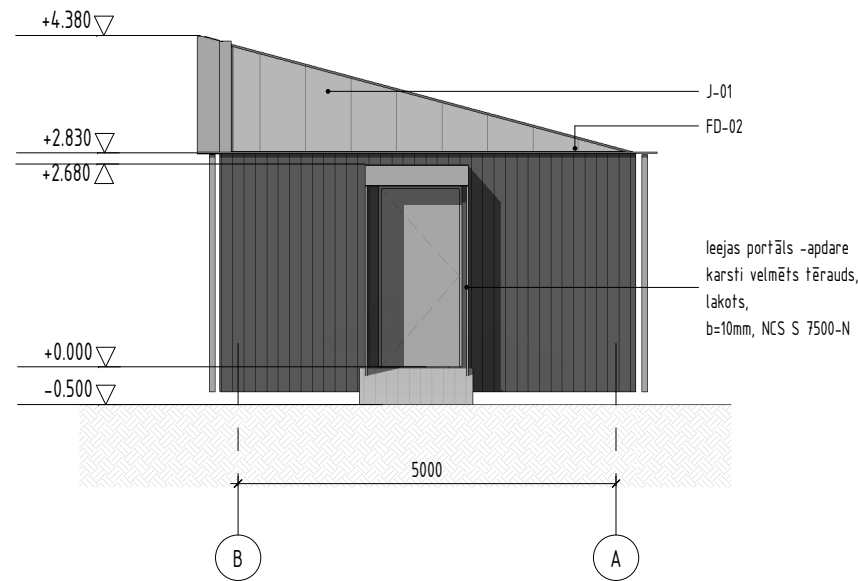 +4.380
J-01
FD-02
+2.830
+2.680
Ieejas portāls -apdare
karsti velmēts tērauds,
lakots,
b=10mm, NCS S 7500-N
+0.000
-0.500
5000
B
A